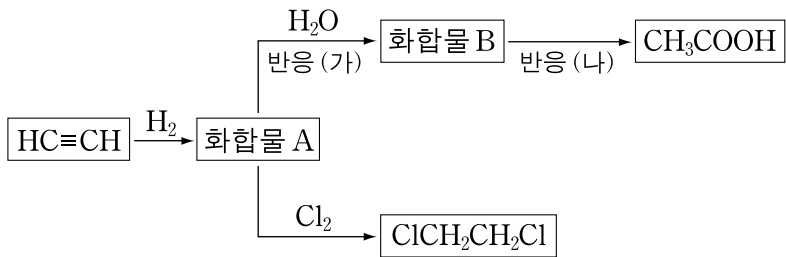 H₂O
반응 (가)
화합물 B
반응 (나)
CH₃COOH
HC≡CH
H₂
화합물 A
Cl₂
ClCH₂CH₂Cl